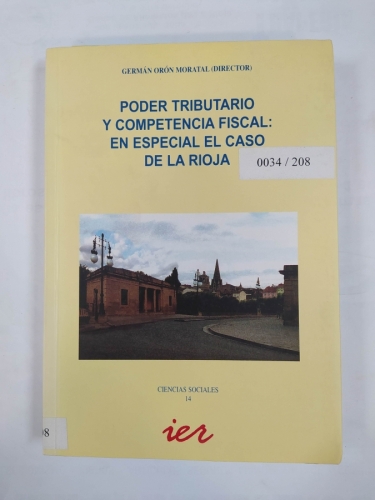 GERMÁN ORÓN MORATAL (DIRECTOR)
PODER TRIBUTARIO
Y COMPETENCIA FISCAL:
EN ESPECIAL EL CASO
DE LA RIOJA
0034 / 208
CIENCIAS SOCIALES
14
ier
08